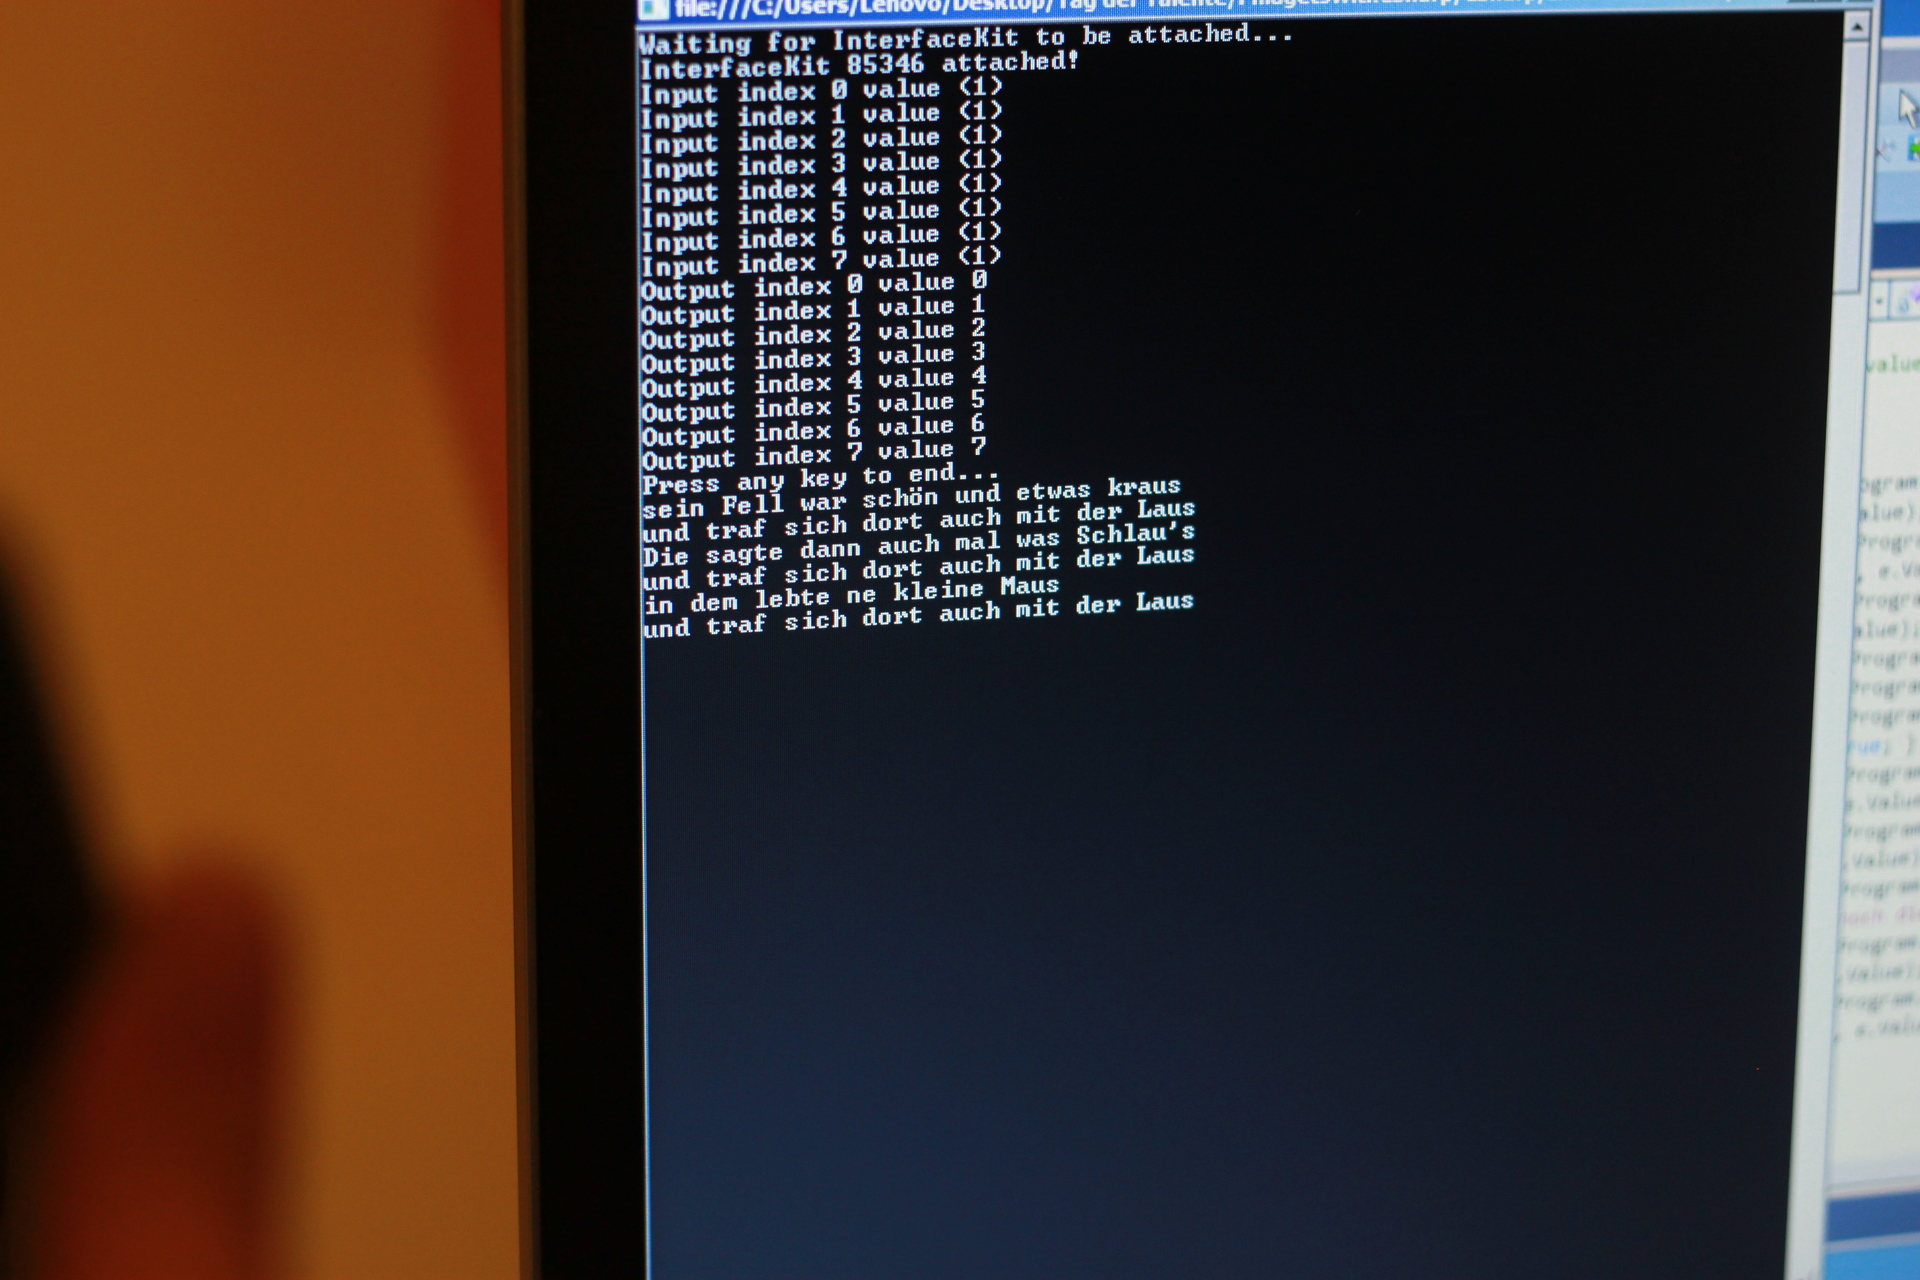 file:///C:/Users/Lenovo/Desktop/Tag der Talente/
Waiting for InterfaceKit to be attached...
InterfaceKit 85346 attached!
Input index 0 value (1)
Input index 1 value (1)
Input index 2 value (1)
Input index 3 value (1)
Input index 4 value (1)
Input index 5 value (1)
Input index 6 value (1)
Input index 7 value (1)
Output index 0 value 0
Output index 1 value 1
Output index 2 value 2
Output index 3 value 3
Output index 4 value 4
Output index 5 value 5
Output index 6 value 6
Output index 7 value 7
Press any key to end...
sein Fell war schön und etwas kraus
und traf sich dort auch mit der Laus
Die sagte dann auch mal was Schlau's
und traf sich dort auch mit der Laus
in dem lebte ne kleine Maus
und traf sich dort auch mit der Laus